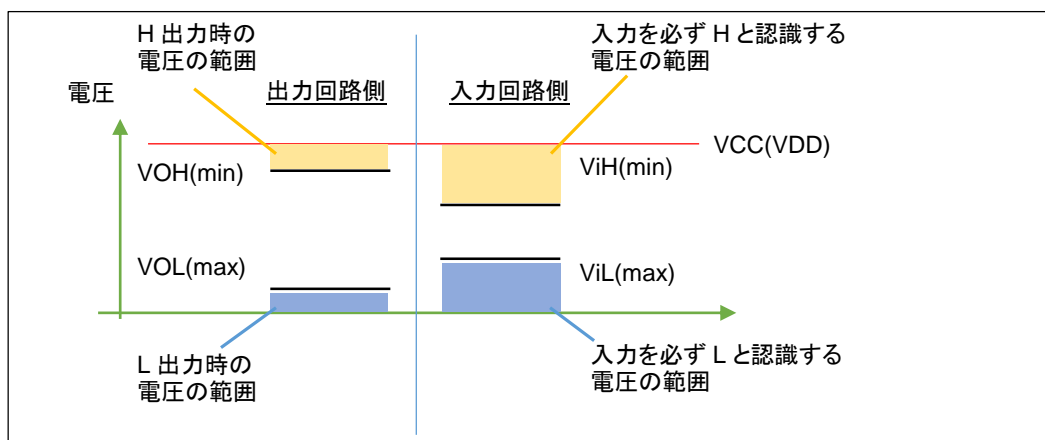 H 出力時の
電圧の範囲
入力を必ず H と認識する
電圧の範囲
電圧
出力回路側
入力回路側
VCC(VDD)
VOH(min)
ViH(min)
VOL(max)
ViL(max)
L 出力時の
電圧の範囲
入力を必ず L と認識する
電圧の範囲